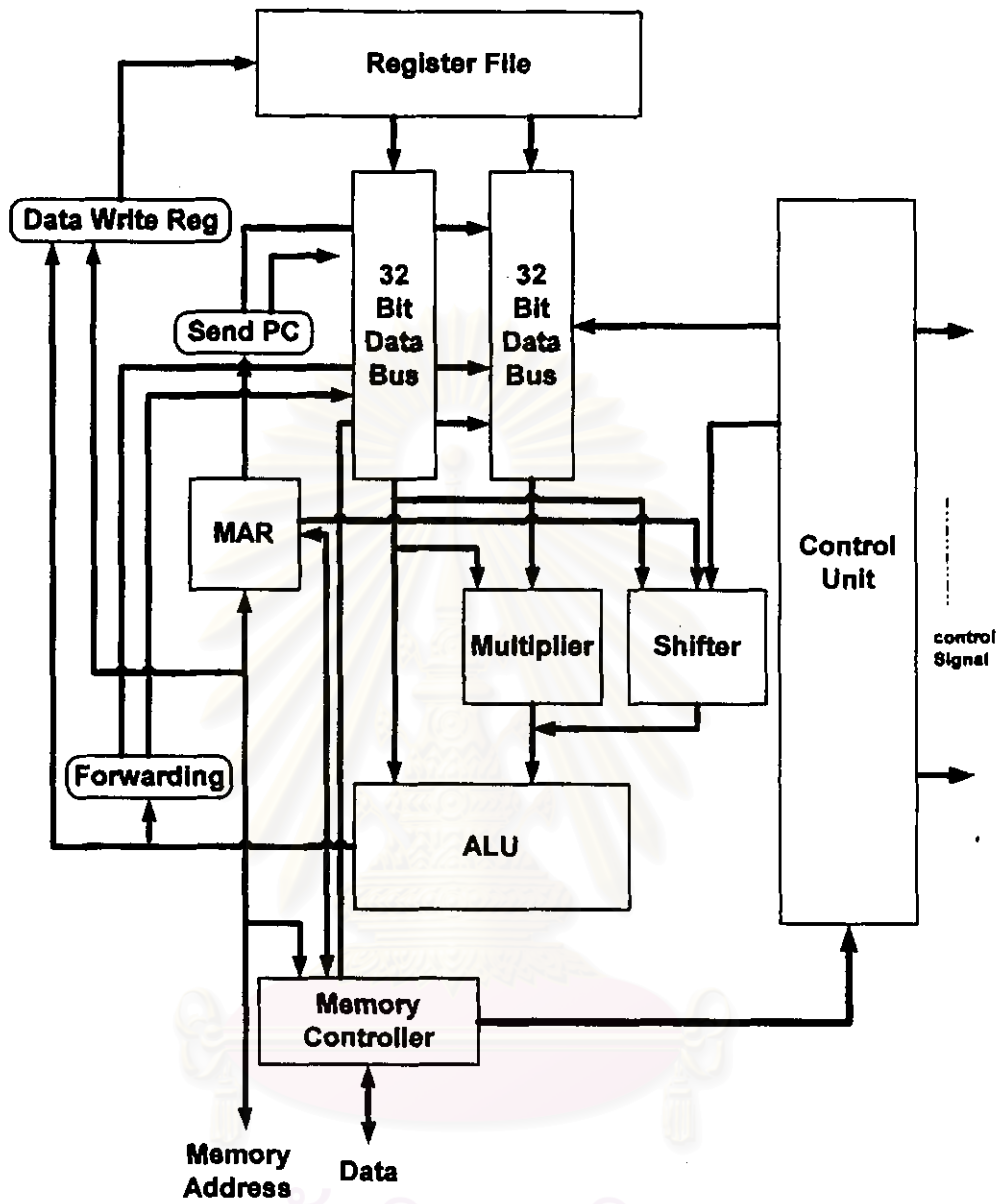 Register File
Data Write Reg
32
Bit
Data
Bus
32
Bit
Data
Bus
Send PC
MAR
Control
Unit
Multiplier
Shifter
control
Signal
Forwarding
ALU
Memory
Controller
Memory
Address
Data